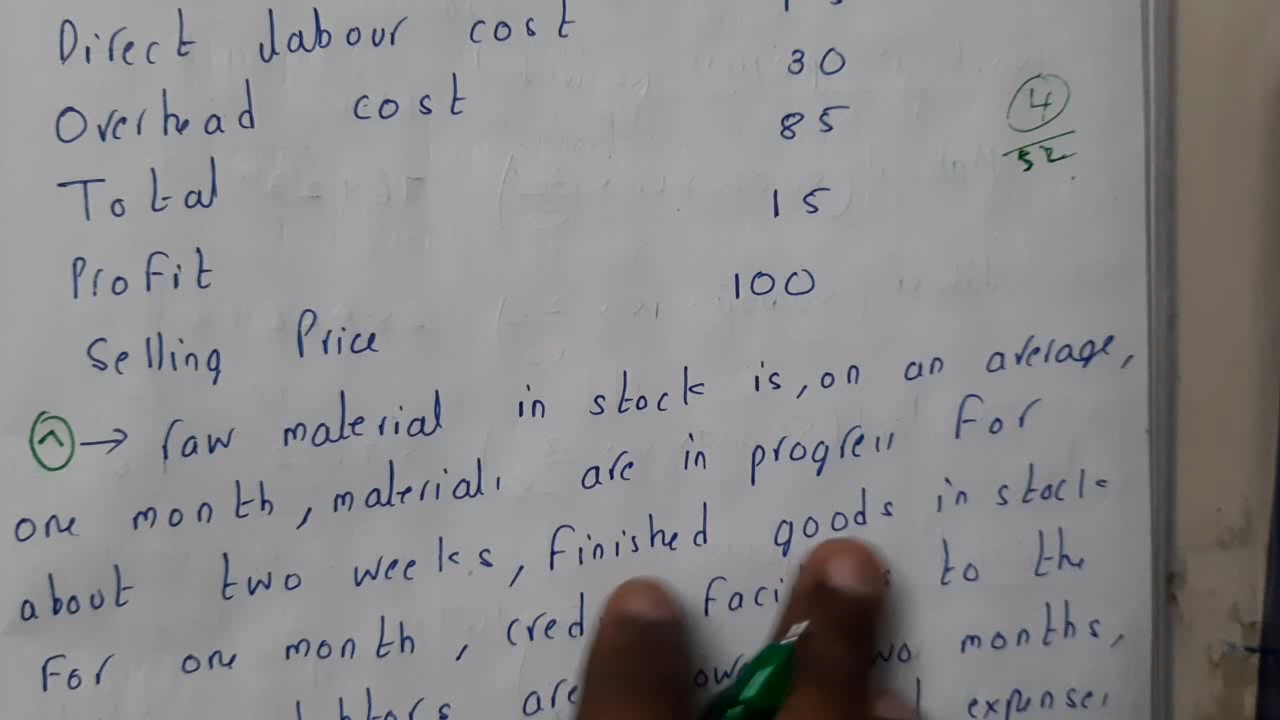 Direct labour cost
30
Overhead cost
85
Total
15
Profit
100
Selling Price
4
52
→ raw material in stock is, on an average,
one month, materials are in progress for
about two weeks, finished goods in stock
For one month, to the
are months,
expense